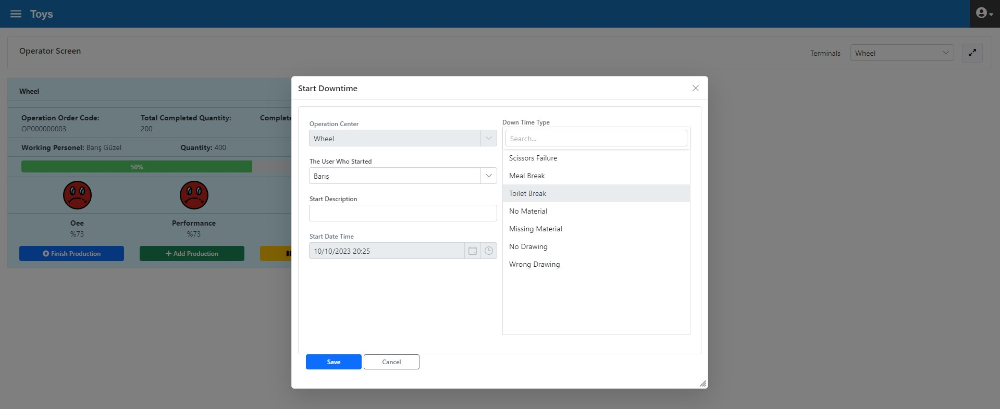 Toys
Operator Screen
Terminals
Wheel
Wheel
Operation Order Code:
OP000000003
Total Completed Quantity:
200
Complete
Working Personel: Barış Güzel
Quantity: 400
50%
Oee
%73
Performance
%73
Finish Production
Add Production
Start Downtime
Operation Center
Wheel
The User Who Started
Barış
Start Description
Start Date Time
10/10/2023 20:25
Down Time Type
Search...
Scissors Failure
Meal Break
Toilet Break
No Material
Missing Material
No Drawing
Wrong Drawing
Save
Cancel